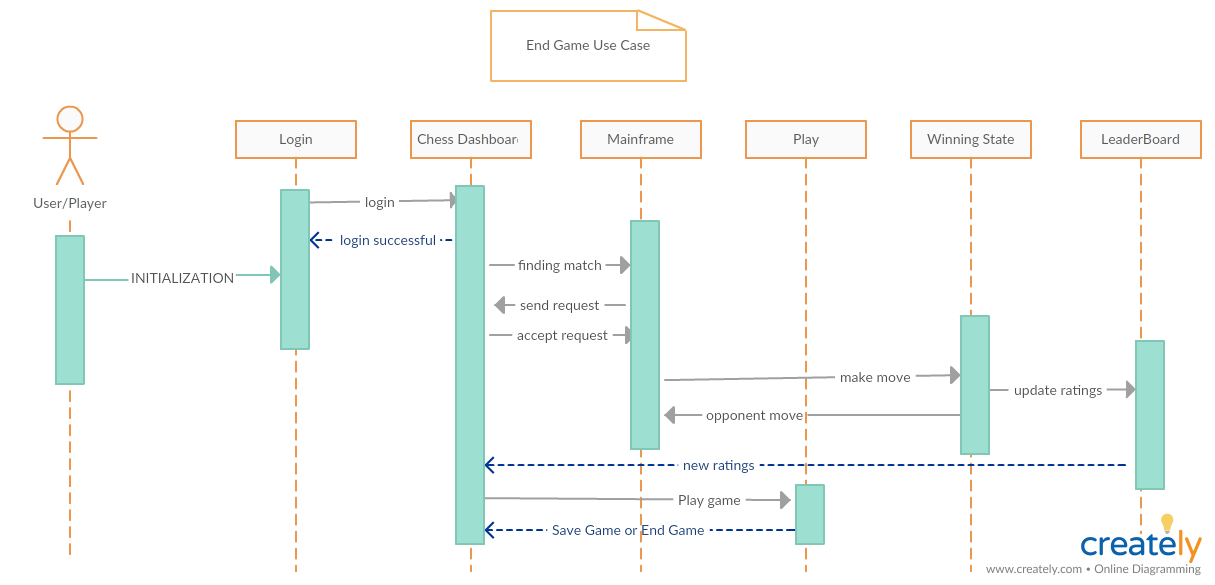 End Game Use Case
Login
Chess Dashboar
Mainframe
Play
Winning State
LeaderBoard
User/Player
login
login successful
finding match
INITIALIZATION
send request
accept request
make move
update ratings
opponent move
new ratings
Play game
Save Game or End Game
creately
www.creately.com • Online Diagramming